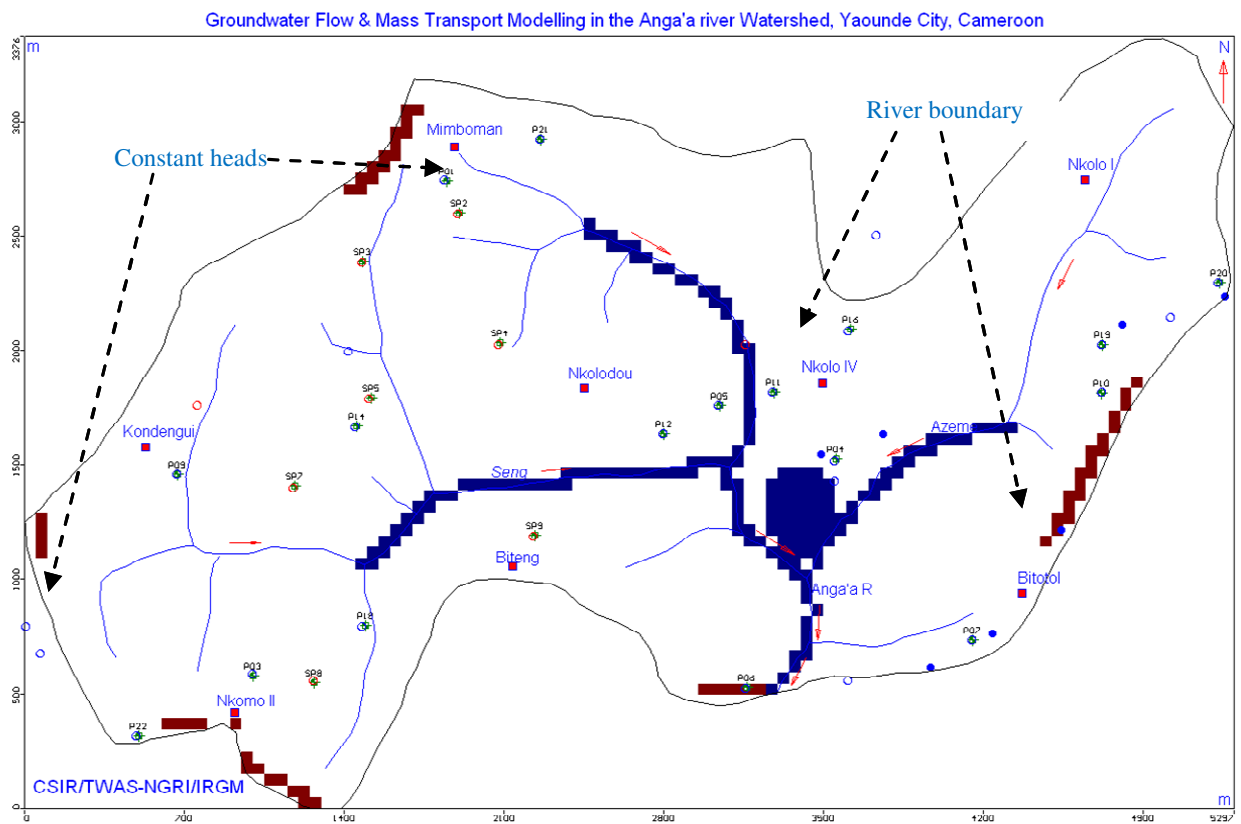 Groundwater Flow & Mass Transport Modelling in the Anga'a river Watershed, Yaounde City, Cameroon
3376
m
N
River boundary
3000
Mimboman
P21
Constant heads
Nkolo I
P01
SP2
2500
SP3
P20
P16
P19
2000
SP4
Nkolodou
Nkolo IV
P11
P10
SP5
P05
P14
P12
Kondengui
Azeme
P04
1500
P09
Seng
SP7
SP9
Biteng
Bitotol
1000
Anga'a R
P18
P07
P03
SP8
P06
500
Nkomo II
P22
CSIR/TWAS-NGRI/IRGM
m
0
0
700
1400
2100
2800
3500
4200
4900
5297